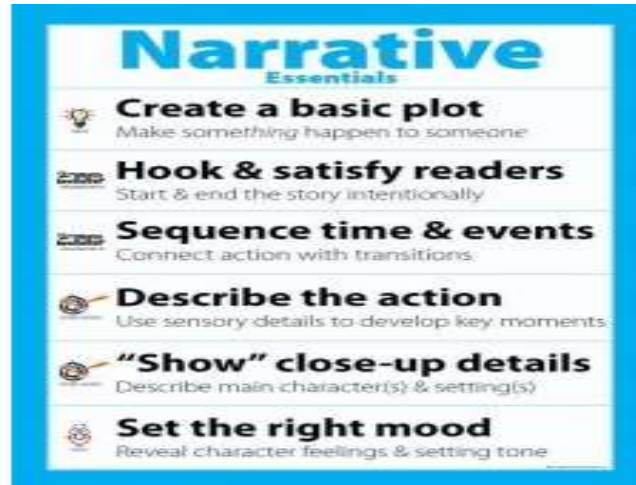 Narrative
Essentials
Create a basic plot
Make something happen to someone
Hook & satisfy readers
Start & end the story intentionally
Sequence time & events
Connect action with transitions
Describe the action
Use sensory details to develop key moments
“Show” close-up details
Describe main character(s) & setting(s)
Set the right mood
Reveal character feelings & setting tone